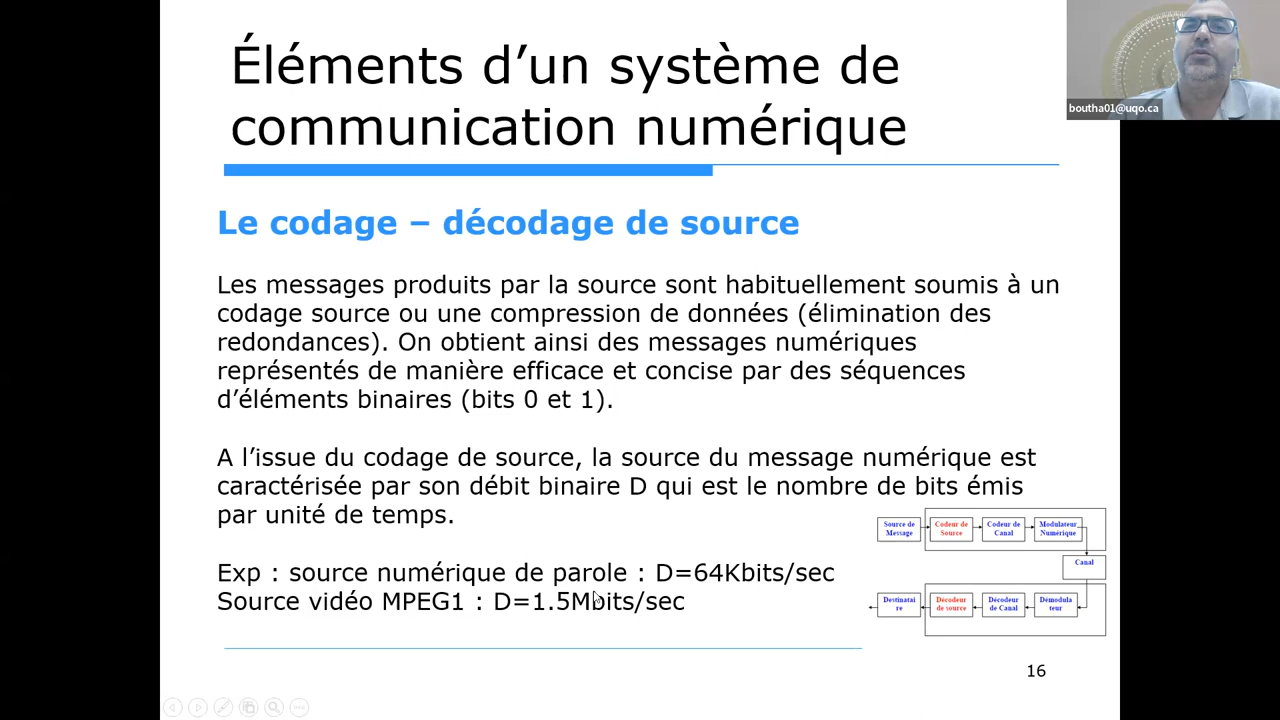 Éléments d’un système de
communication numérique
boutha01@uqo.ca
Le codage – décodage de source
Les messages produits par la source sont habituellement soumis à un
codage source ou une compression de données (élimination des
redondances). On obtient ainsi des messages numériques
représentés de manière efficace et concise par des séquences
d’éléments binaires (bits 0 et 1).
A l’issue du codage de source, la source du message numérique est
caractérisée par son débit binaire D qui est le nombre de bits émis
par unité de temps.
Exp : source numérique de parole : D=64Kbits/sec
Source vidéo MPEG1 : D=1.5Mbits/sec
Source de
Message
Codeur de
Source
Codeur de
Canal
Modulateur
Numérique
Canal
Destinatai
re
Décodeur
de source
Décodeur
de Canal
Démodula
teur
16